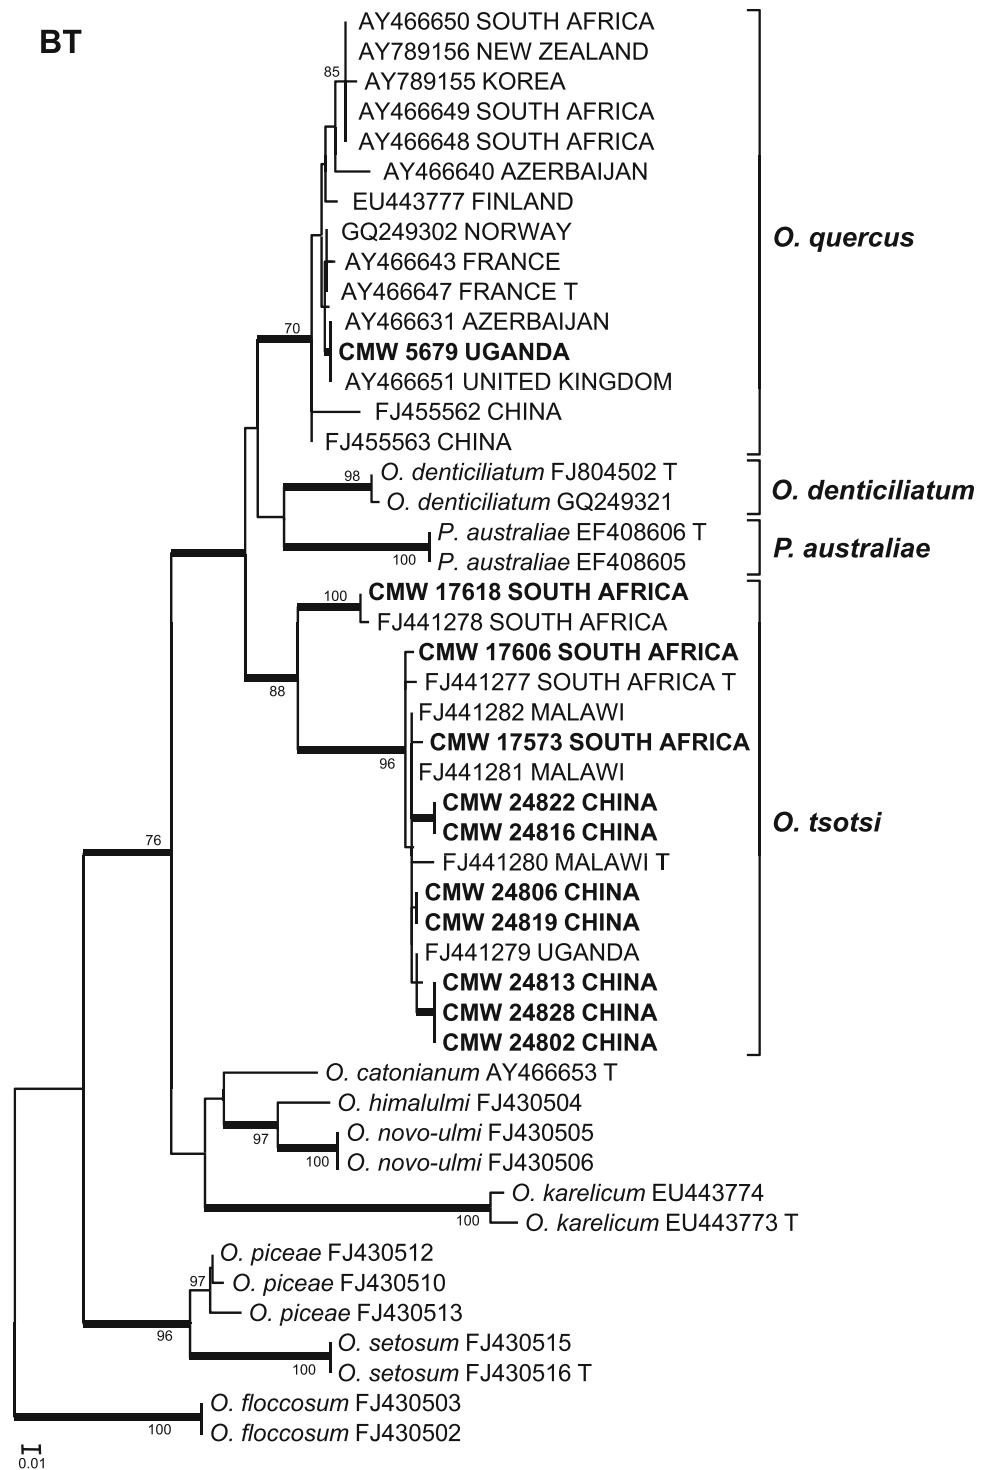 BT
AY466650 SOUTH AFRICA
AY789156 NEW ZEALAND
85
AY789155 KOREA
AY466649 SOUTH AFRICA
AY466648 SOUTH AFRICA
AY466640 AZERBAIJAN
EU443777 FINLAND
GQ249302 NORWAY
O. quercus
AY466643 FRANCE
AY466647 FRANCE T
AY466631 AZERBAIJAN
70
CMW 5679 UGANDA
AY466651 UNITED KINGDOM
FJ455562 CHINA
FJ455563 CHINA
O. denticiliatum FJ804502 T
98
O. denticiliatum
O. denticiliatum GQ249321
P. australiae EF408606 T
P. australiae
100
P. australiae EF408605
CMW 17618 SOUTH AFRICA
100
FJ441278 SOUTH AFRICA
CMW 17606 SOUTH AFRICA
FJ441277 SOUTH AFRICA T
88
FJ441282 MALAWI
CMW 17573 SOUTH AFRICA
96
FJ441281 MALAWI
CMW 24822 CHINA
O. tsotsi
CMW 24816 CHINA
76
FJ441280 MALAWI T
CMW 24806 CHINA
CMW 24819 CHINA
FJ441279 UGANDA
CMW 24813 CHINA
CMW 24828 CHINA
CMW 24802 CHINA
O. catonianum AY466653 T
O. himalulmi FJ430504
97
O. novo-ulmi FJ430505
100
O. novo-ulmi FJ430506
O. karelicum EU443774
100
O. karelicum EU443773 T
O. piceae FJ430512
97
O. piceae FJ430510
O. piceae FJ430513
96
O. setosum FJ430515
100
O. setosum FJ430516 T
O. floccosum FJ430503
100
O. floccosum FJ430502
0.01